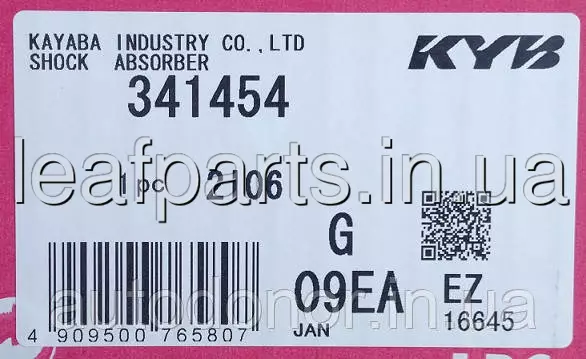 KAYABA INDUSTRY CO.,LTD
KYB
SHOCK ABSORBER
341454
leafparts.in.ua
1 pc 2106
G
09EA EZ
autodonor.in.ua
JAN 16645
4 909500 765807